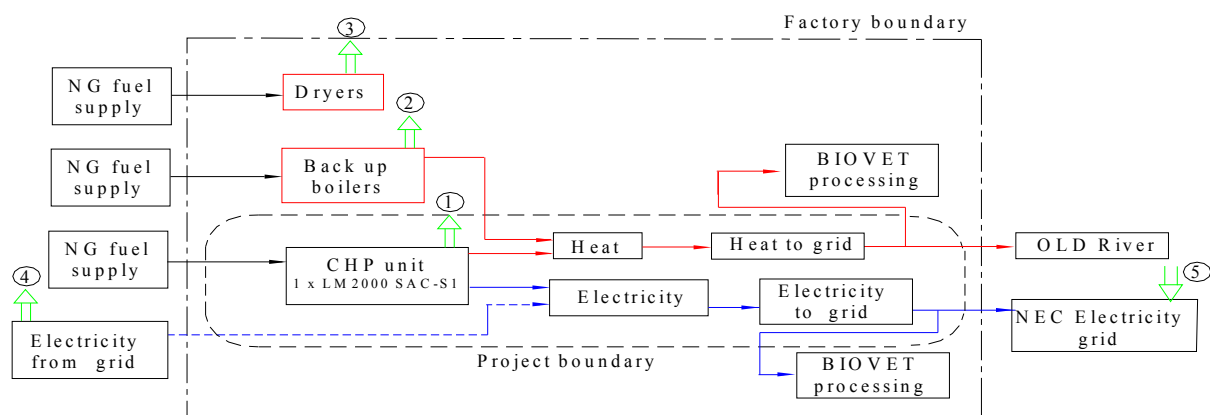 Factory boundary
3
NG fuel
supply
Dryers
2
NG fuel
supply
Back up
boilers
BIOVET
processing
1
NG fuel
supply
CHP unit
1 x LM2000 SAC-S1
Heat
Heat to grid
OLD River
4
5
Electricity
Electricity
to grid
NEC Electricity
grid
Electricity
from grid
Project boundary
BIOVET
processing